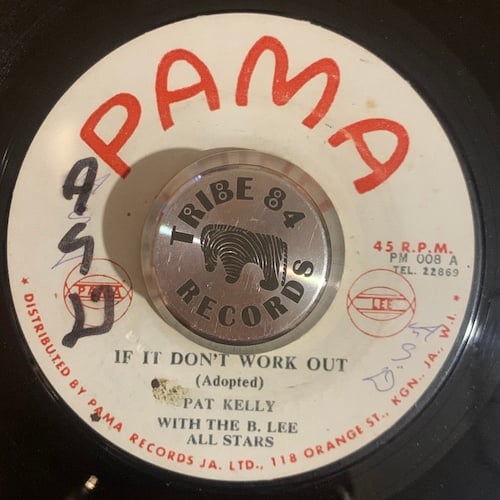 PAMA
TRIBE 84
RECORDS
A
S
D
45 R.P.M.
PM 008 A
TEL. 22869
PAMA
LEE
A.S.D
IF IT DON'T WORK OUT
(Adopted)
PAT KELLY
WITH THE B. LEE
ALL STARS
* DISTRIBUTED BY PAMA RECORDS JA. LTD., 118 ORANGE ST., KGN., JA., W.I. *